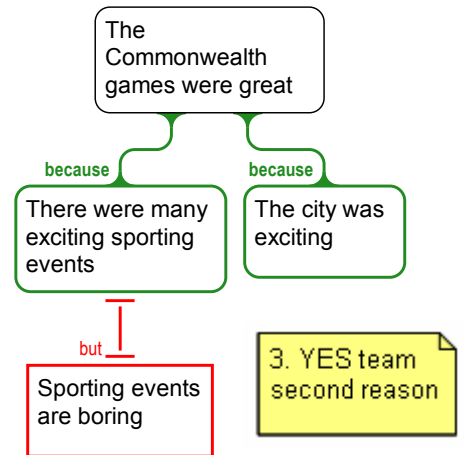 The
Commonwealth
games were great
because
because
There were many
exciting sporting
events
The city was
exciting
but
Sporting events
are boring
3. YES team
second reason